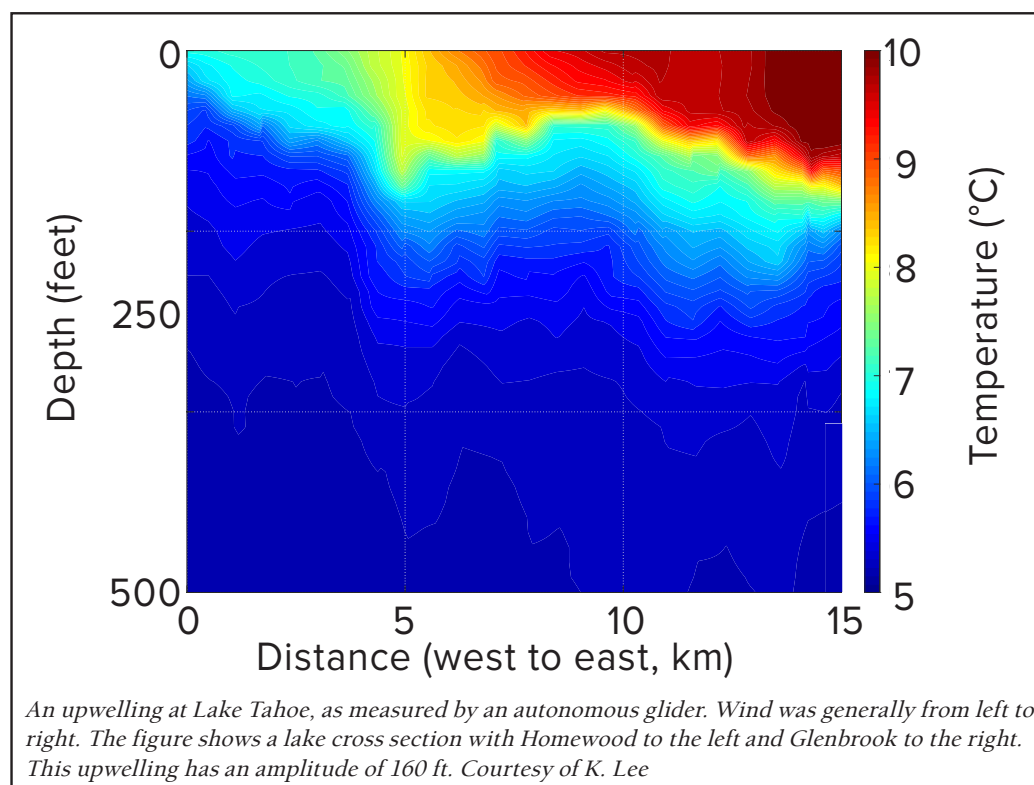 0
250
500
Depth (feet)
0 5 10 15
Distance (west to east, km)
10
9
8
7
6
5
Temperature (°C)
An upwelling at Lake Tahoe, as measured by an autonomous glider. Wind was generally from left to
right. The figure shows a lake cross section with Homewood to the left and Glenbrook to the right.
This upwelling has an amplitude of 160 ft. Courtesy of K. Lee